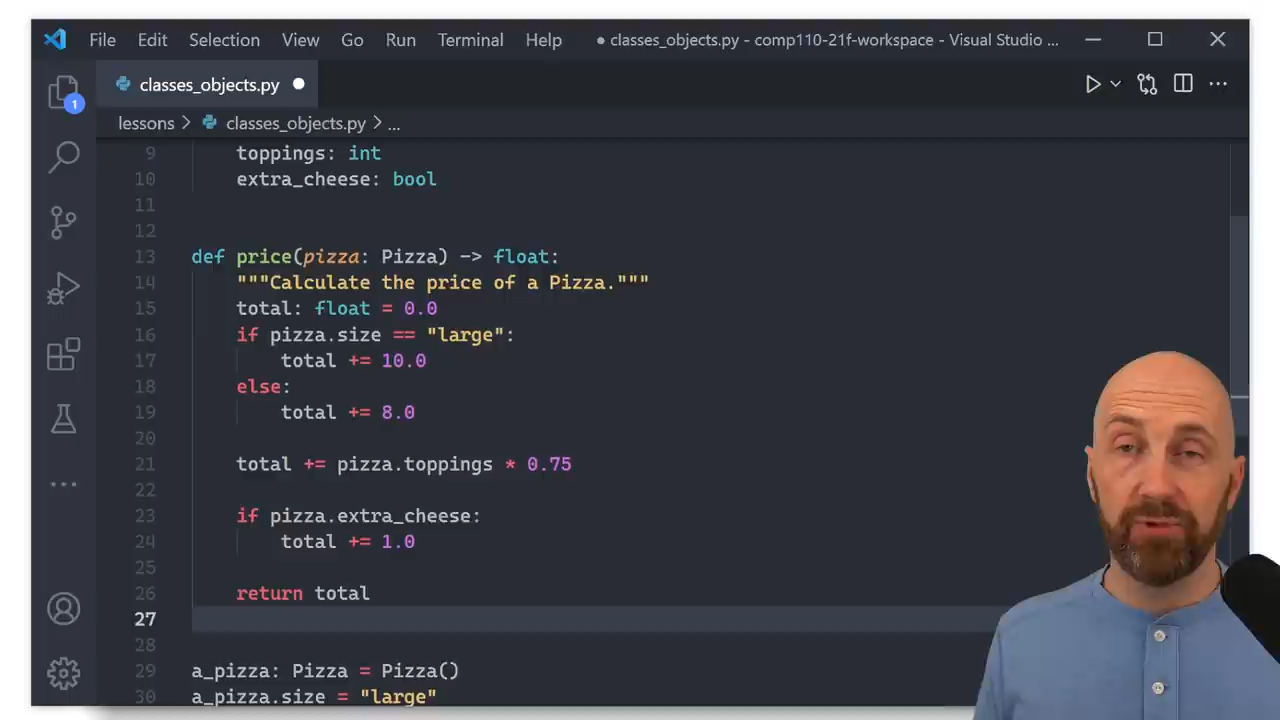 File Edit Selection View Go Run Terminal Help ● classes_objects.py - comp110-21f-workspace - Visual Studio ...
1
classes_objects.py
lessons > classes_objects.py > ...
9 toppings: int
10 extra_cheese: bool
11
12
13 def price(pizza: Pizza) -> float:
14 """Calculate the price of a Pizza."""
15 total: float = 0.0
16 if pizza.size == "large":
17 total += 10.0
18 else:
19 total += 8.0
20
21 total += pizza.toppings * 0.75
22
23 if pizza.extra_cheese:
24 total += 1.0
25
26 return total
27
28
29 a_pizza: Pizza = Pizza()
30 a_pizza.size = "large"